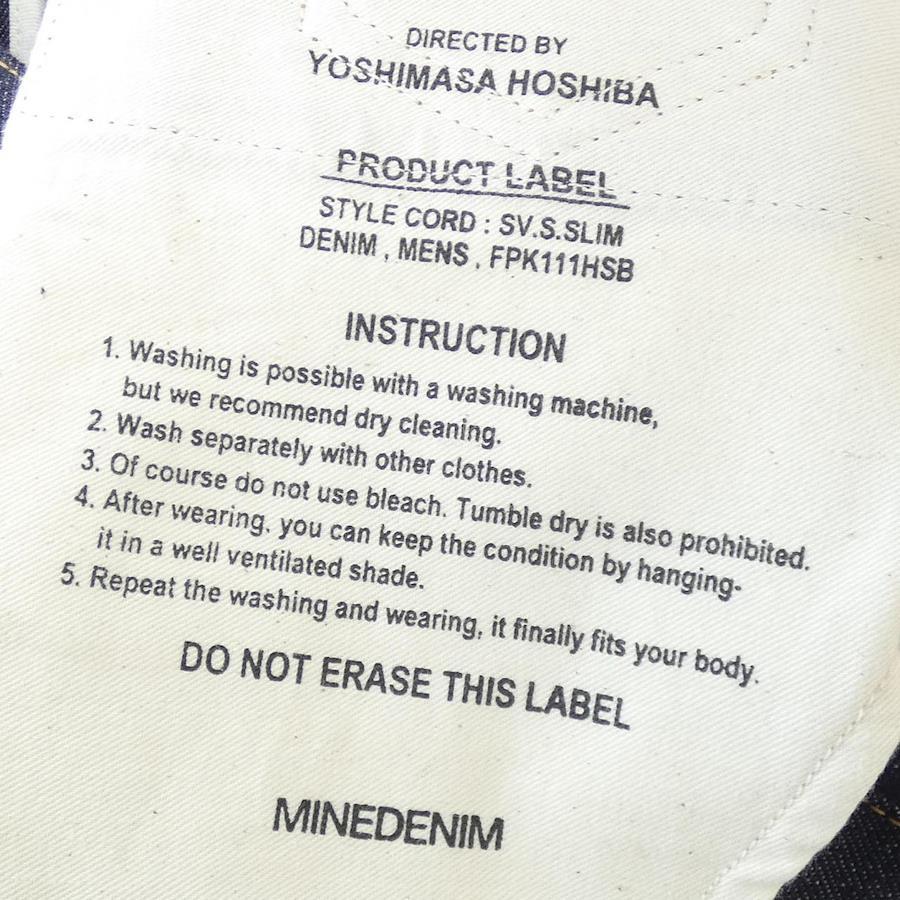 DIRECTED BY
YOSHIMASA HOSHIBA
PRODUCT LABEL
STYLE CORD : SV.S.SLIM
DENIM , MENS , FPK111HSB
INSTRUCTION
1. Washing is possible with a washing machine,
but we recommend dry cleaning.
2. Wash separately with other clothes.
3. Of course do not use bleach. Tumble dry is also prohibited.
4. After wearing, you can keep the condition by hanging-
it in a well ventilated shade.
5. Repeat the washing and wearing, it finally fits your body.
DO NOT ERASE THIS LABEL
MINEDENIM